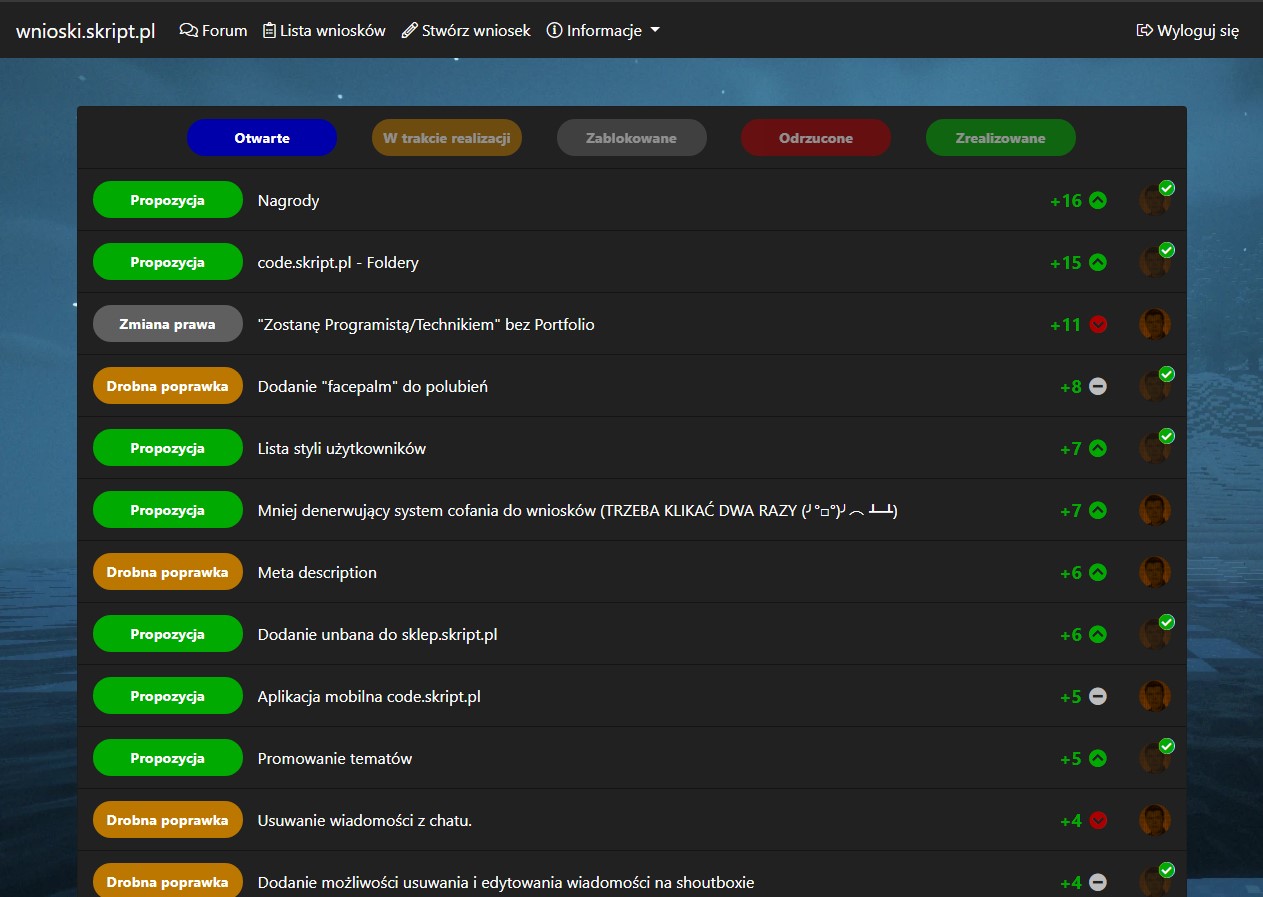 wnioski.skript.pl Forum Lista wniosków Stwórz wniosek Informacje Wyloguj się
Otwarte W trakcie realizacji Zablokowane Odrzucone Zrealizowane
Propozycja Nagrody +16
Propozycja code.skript.pl - Foldery +15
Zmiana prawa "Zostanę Programistą/Technikiem" bez Portfolio +11
Drobna poprawka Dodanie "facepalm" do polubień +8
Propozycja Lista styli użytkowników +7
Propozycja Mniej denerwujący system cofania do wniosków (TRZEBA KLIKAĆ DWA RAZY (╯°□°)╯︵ ┻━┻) +7
Drobna poprawka Meta description +6
Propozycja Dodanie unbana do sklep.skript.pl +6
Propozycja Aplikacja mobilna code.skript.pl +5
Propozycja Promowanie tematów +5
Drobna poprawka Usuwanie wiadomości z chatu. +4
Drobna poprawka Dodanie możliwości usuwania i edytowania wiadomości na shoutboxie +4